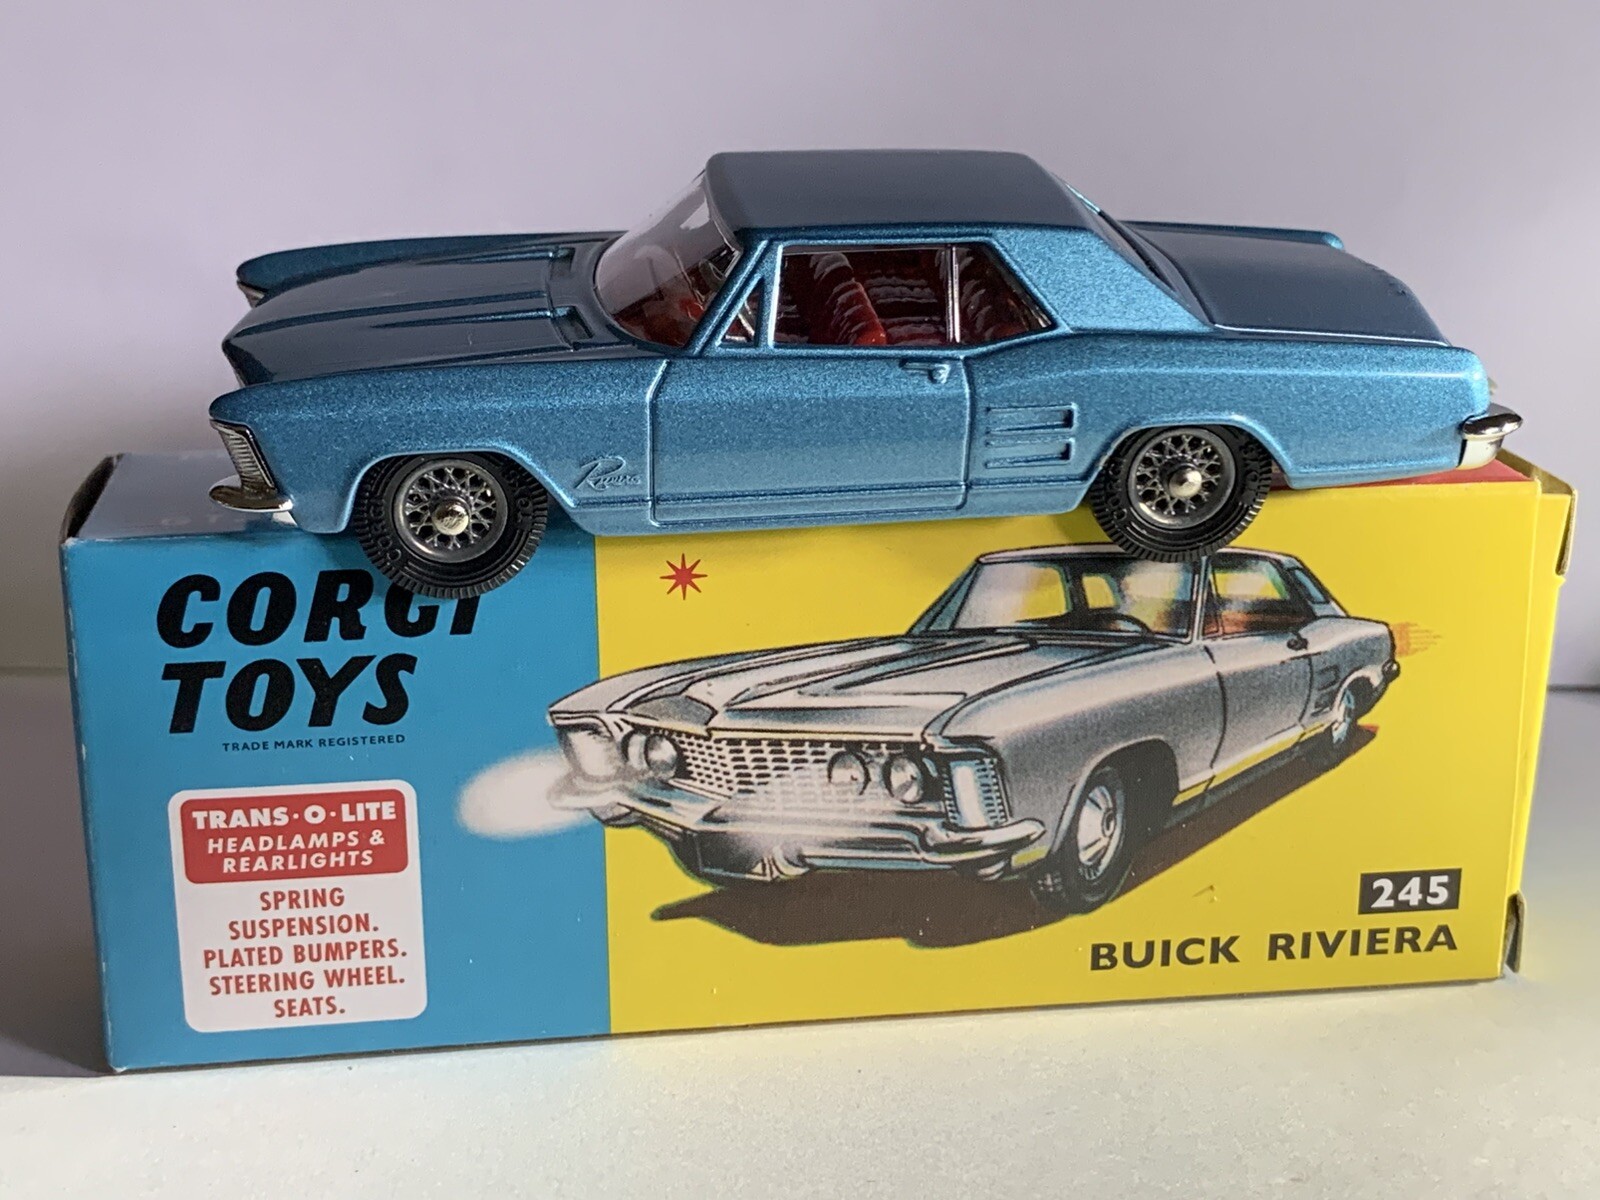 Riviera
CORGI
TOYS
TRADE MARK REGISTERED
TRANS·O·LITE
HEADLAMPS &
REARLIGHTS
SPRING
SUSPENSION.
PLATED BUMPERS.
STEERING WHEEL.
SEATS.
245
BUICK RIVIERA